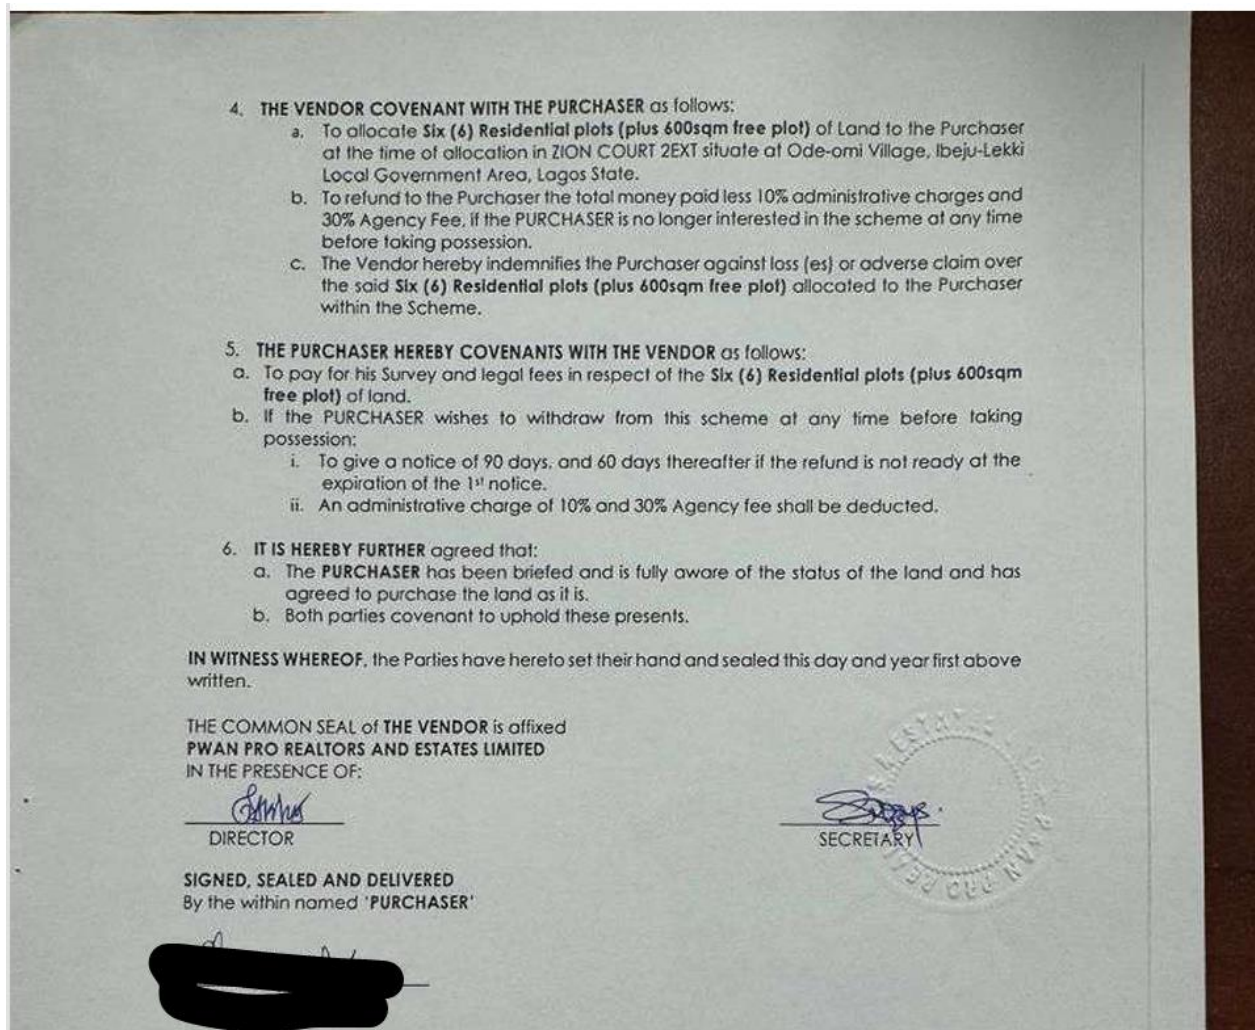 4. THE VENDOR COVENANT WITH THE PURCHASER as follows:
a. To allocate Six (6) Residential plots (plus 600sqm free plot) of Land to the Purchaser
at the time of allocation in ZION COURT 2EXT situate at Ode-omi Village, Ibeju-Lekki
Local Government Area, Lagos State.
b. To refund to the Purchaser the total money paid less 10% administrative charges and
30% Agency Fee, if the PURCHASER is no longer interested in the scheme at any time
before taking possession.
c. The Vendor hereby indemnifies the Purchaser against loss (es) or adverse claim over
the said Six (6) Residential plots (plus 600sqm free plot) allocated to the Purchaser
within the Scheme.
5. THE PURCHASER HEREBY COVENANTS WITH THE VENDOR as follows:
a. To pay for his Survey and legal fees in respect of the Six (6) Residential plots (plus 600sqm
free plot) of land.
b. If the PURCHASER wishes to withdraw from this scheme at any time before taking
possession:
i. To give a notice of 90 days, and 60 days thereafter if the refund is not ready at the
expiration of the 1st notice.
ii. An administrative charge of 10% and 30% Agency fee shall be deducted.
6. IT IS HEREBY FURTHER agreed that:
a. The PURCHASER has been briefed and is fully aware of the status of the land and has
agreed to purchase the land as it is.
b. Both parties covenant to uphold these presents.
IN WITNESS WHEREOF, the Parties have hereto set their hand and sealed this day and year first above
written.
THE COMMON SEAL of THE VENDOR is affixed
PWAN PRO REALTORS AND ESTATES LIMITED
IN THE PRESENCE OF:
DIRECTOR
SECRETARY
SIGNED, SEALED AND DELIVERED
By the within named 'PURCHASER'